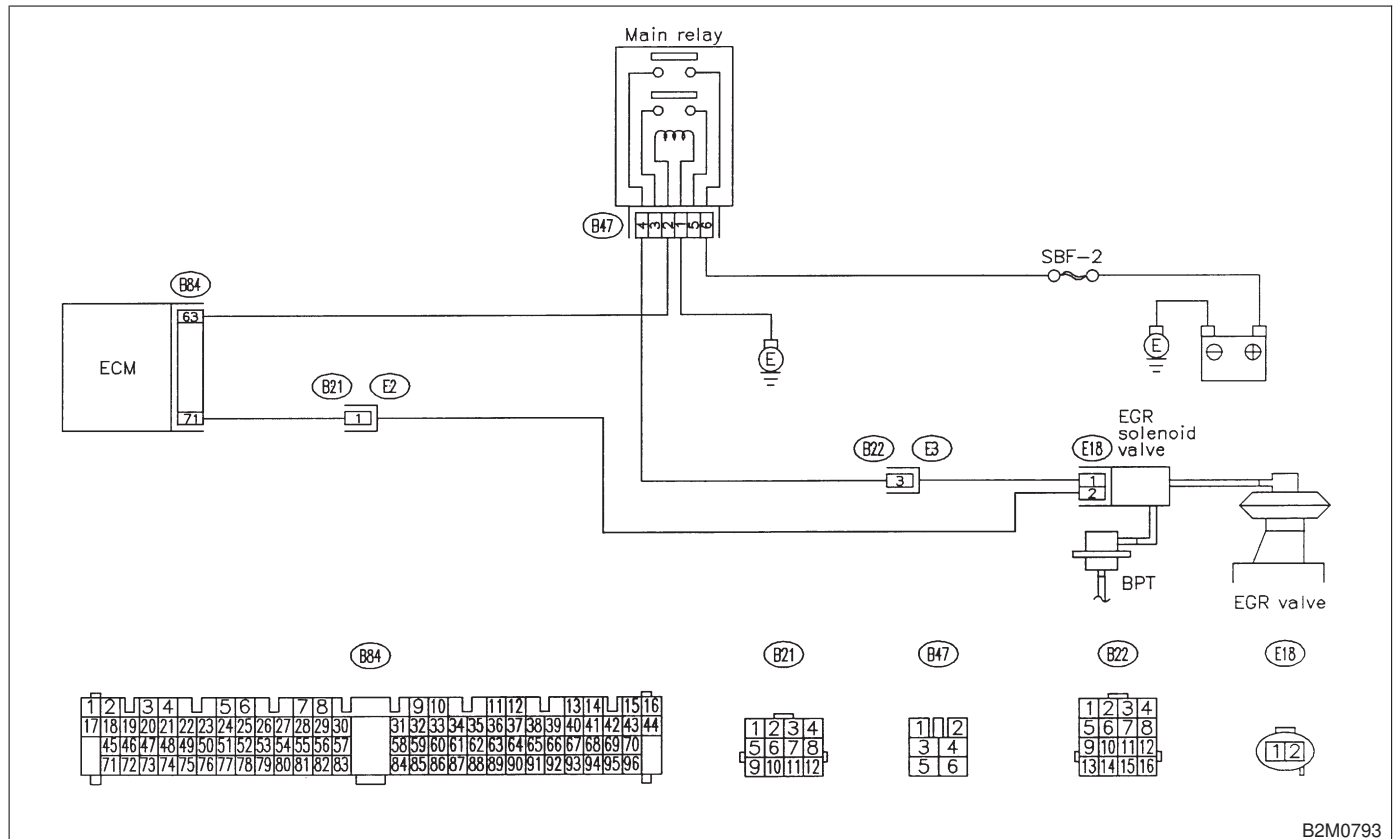 Main relay
B47
4 3 2 1 5 6
SBF-2
B84
63
E
E
ECM
B21 E2
71
1
EGR
solenoid
valve
B22 E3
E18
3
1
2
BPT
EGR valve
B84
B21
B47
B22
E18
1 2 3 4 5 6 7 8 9 10 11 12 13 14 15 16
17 18 19 20 21 22 23 24 25 26 27 28 29 30 31 32 33 34 35 36 37 38 39 40 41 42 43 44
45 46 47 48 49 50 51 52 53 54 55 56 57 58 59 60 61 62 63 64 65 66 67 68 69 70
71 72 73 74 75 76 77 78 79 80 81 82 83 84 85 86 87 88 89 90 91 92 93 94 95 96
1 2 3 4
5 6 7 8
9 10 11 12
1 2
3 4
5 6
1 2 3 4
5 6 7 8
9 10 11 12
13 14 15 16
1 2
B2M0793